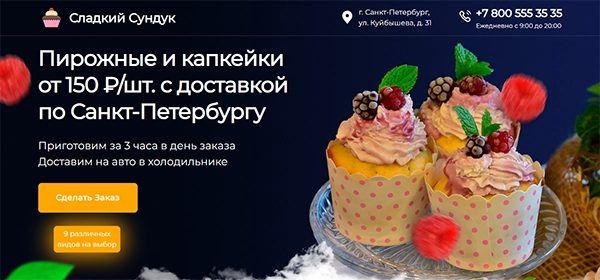 Сладкий Сундук
г. Санкт-Петербург,
ул. Куйбышева, д. 31
+7 800 555 35 35
Ежедневно с 9:00 до 20:00
Пирожные и капкейки
от 150 ₽/шт. с доставкой
по Санкт-Петербургу
Приготовим за 3 часа в день заказа
Доставим на авто в холодильнике
Сделать Заказ
9 различных
видов на выбор